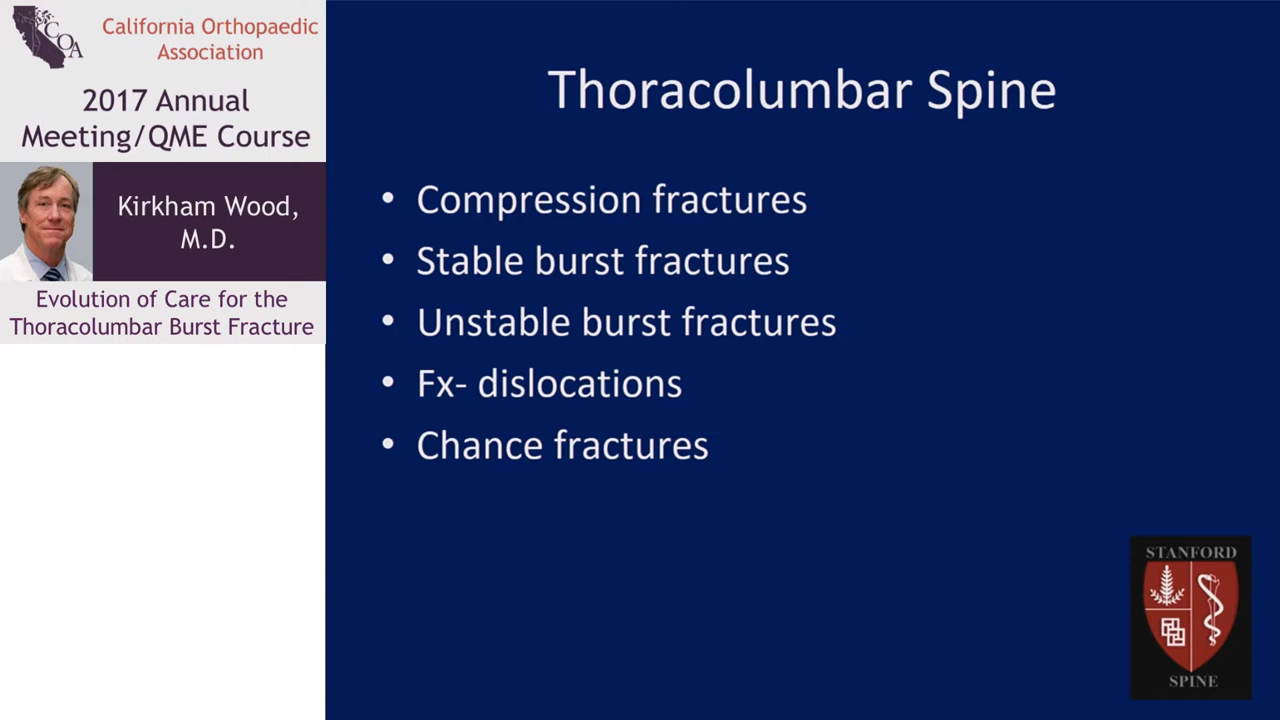 COA
California Orthopaedic
Association
2017 Annual
Meeting/QME Course
Kirkham Wood,
M.D.
Evolution of Care for the
Thoracolumbar Burst Fracture
Thoracolumbar Spine
• Compression fractures
• Stable burst fractures
• Unstable burst fractures
• Fx- dislocations
• Chance fractures
STANFORD
SPINE